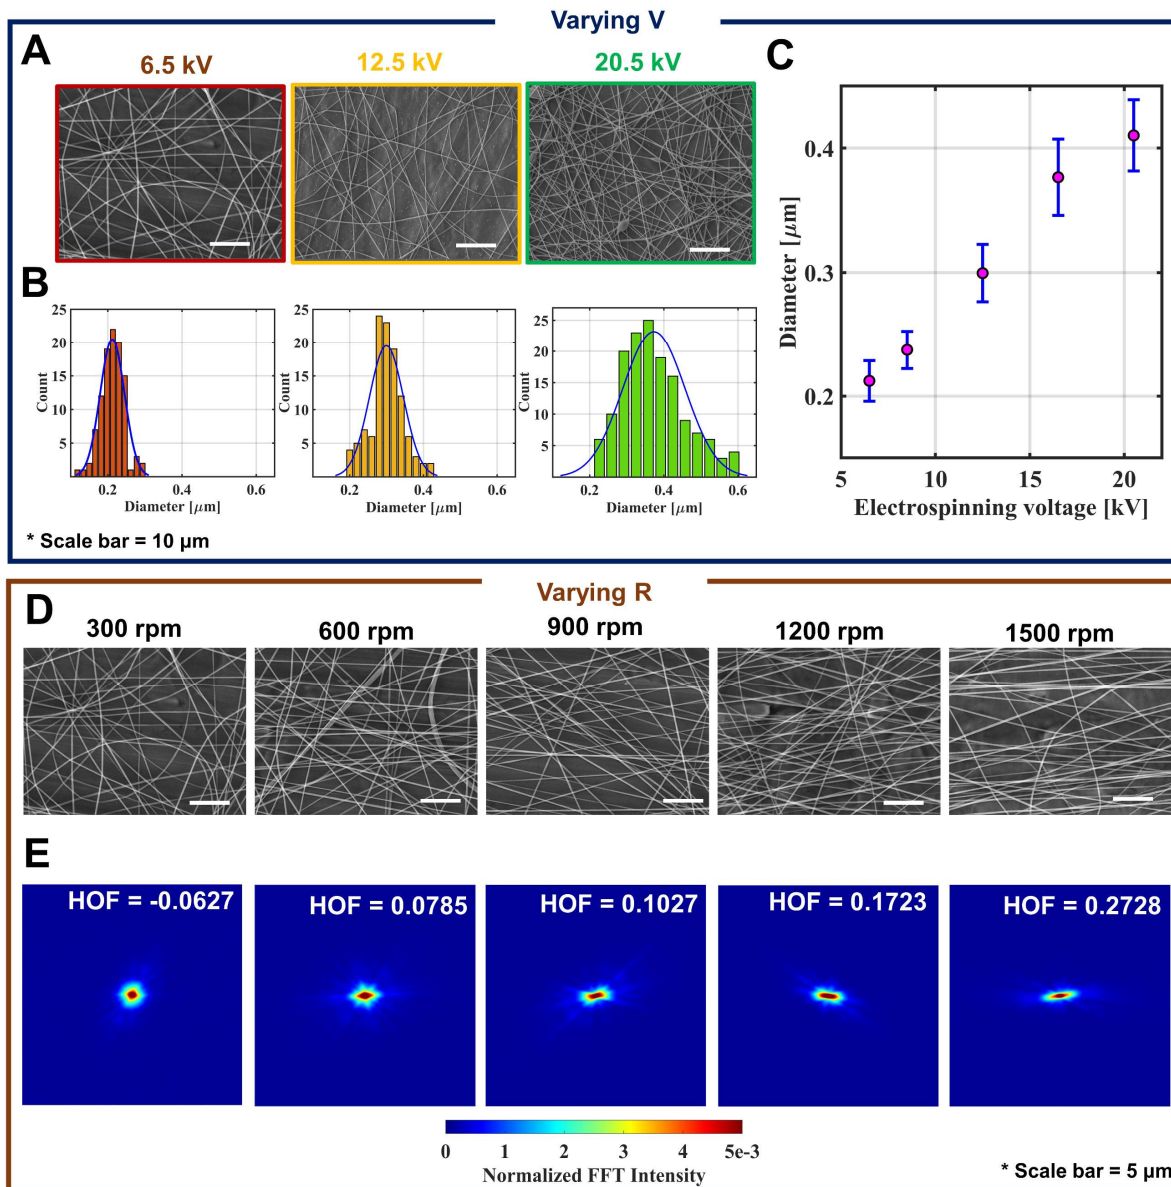 Varying V
A
6.5 kV
12.5 kV
20.5 kV
B
25
20
15
10
5
Count
0.2
0.4
0.6
Diameter [μm]
25
20
15
10
5
Count
0.2
0.4
0.6
Diameter [μm]
25
20
15
10
5
Count
0.2
0.4
0.6
Diameter [μm]
* Scale bar = 10 μm
C
0.4
0.3
0.2
Diameter [μm]
5
10
15
20
Electrospinning voltage [kV]
Varying R
D
300 rpm
600 rpm
900 rpm
1200 rpm
1500 rpm
E
HOF = -0.0627
HOF = 0.0785
HOF = 0.1027
HOF = 0.1723
HOF = 0.2728
0
1
2
3
4
5e-3
Normalized FFT Intensity
* Scale bar = 5 μm